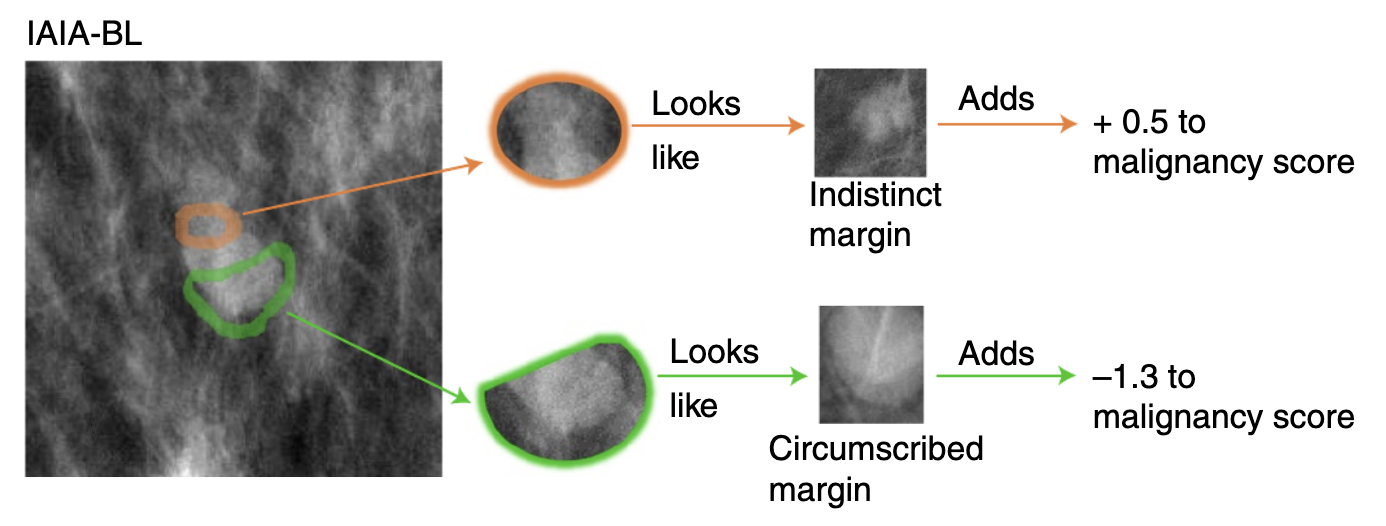 IAIA-BL
Looks
like
Indistinct
margin
Adds
+ 0.5 to
malignancy score
Looks
like
Circumscribed
margin
Adds
–1.3 to
malignancy score